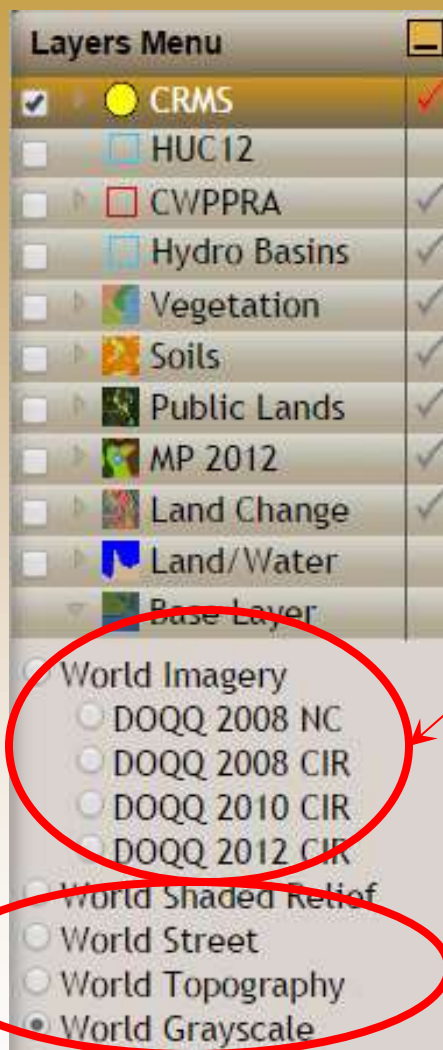 Layers Menu
CRMS
HUC12
CWPPRA
Hydro Basins
Vegetation
Soils
Public Lands
MP 2012
Land Change
Land/Water
Base Layer
World Imagery
DOQQ 2008 NC
DOQQ 2008 CIR
DOQQ 2010 CIR
DOQQ 2012 CIR
World Shaded Relief
World Street
World Topography
World Grayscale